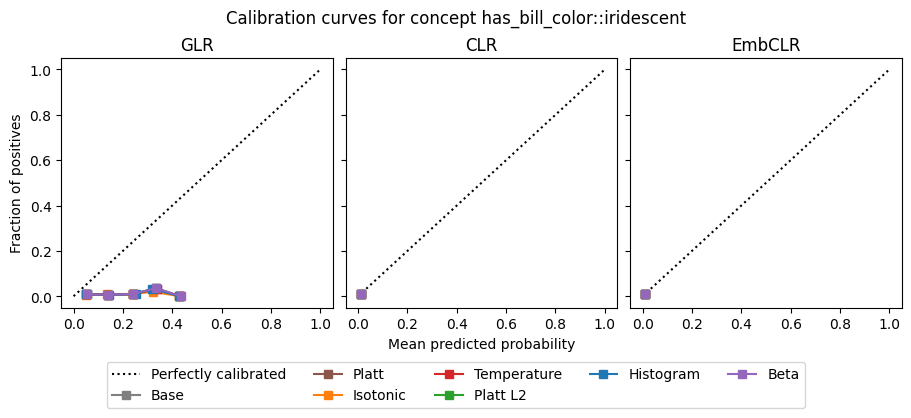 Calibration curves for concept has_bill_color::iridescent
GLR
CLR
EmbCLR
Fraction of positives
1.0
0.8
0.6
0.4
0.2
0.0
0.0 0.2 0.4 0.6 0.8 1.0
0.0 0.2 0.4 0.6 0.8 1.0
0.0 0.2 0.4 0.6 0.8 1.0
Mean predicted probability
Perfectly calibrated
Base
Platt
Isotonic
Temperature
Platt L2
Histogram
Beta